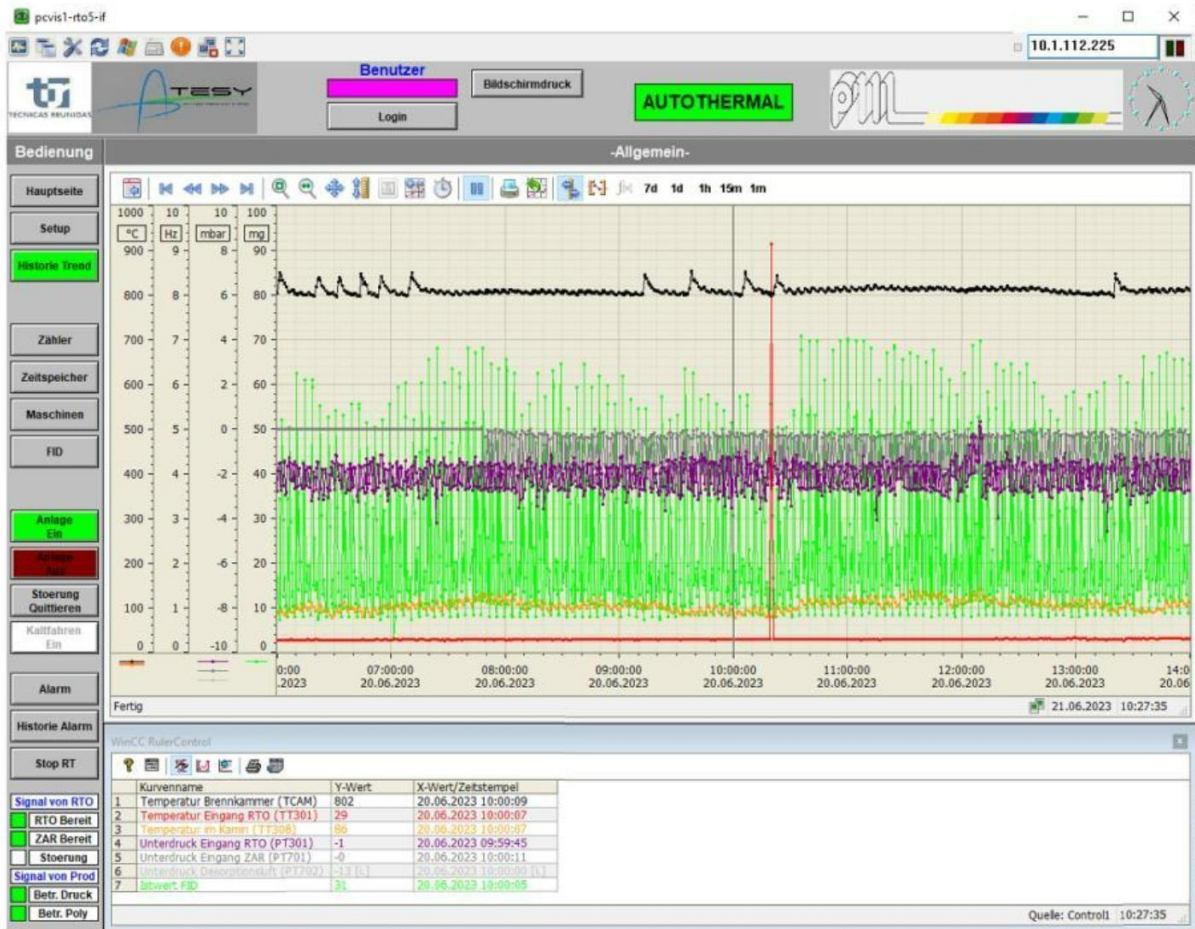 pcvis1-rto5-if
10.1.112.225
TECNICAS REUNIDAS
ATESY
Benutzer
Login
Bildschirmdruck
AUTOTHERMAL
Bedienung
-Allgemein-
Hauptseite
Setup
Historie Trend
Zähler
Zeitspeicher
Maschinen
FID
Anlage
Ein
Anlage
Aus
Stoerung
Quittieren
Kaltfahren
Ein
Alarm
Historie Alarm
Stop RT
Signal von RTO
RTO Bereit
ZAR Bereit
Stoerung
Signal von Prod
Betr. Druck
Betr. Poly
7d 1d 1h 15m 1m
1000 10 10 100
°C Hz mbar mg
900 9 8 90
800 8 6 80
700 7 4 70
600 6 2 60
500 5 0 50
400 4 -2 40
300 3 -4 30
200 2 -6 20
100 1 -8 10
0 0 -10 0
0:00 07:00:00 08:00:00 09:00:00 10:00:00 11:00:00 12:00:00 13:00:00 14:0
.2023 20.06.2023 20.06.2023 20.06.2023 20.06.2023 20.06.2023 20.06.2023 20.06.2023 20.06
Fertig 21.06.2023 10:27:35
WinCC RulerControl
Kurvenname Y-Wert X-Wert/Zeitstempel
1 Temperatur Brennkammer (TCAM) 802 20.06.2023 10:00:09
2 Temperatur Eingang RTO (TT301) 29 20.06.2023 10:00:07
3 Temperatur im Kamin (TT308) 86 20.06.2023 10:00:07
4 Unterdruck Eingang RTO (PT301) -1 20.06.2023 09:59:45
5 Unterdruck Eingang ZAR (PT701) -0 20.06.2023 10:00:11
6 Unterdruck Desorptionsluft (PT702) -13 20.06.2023 10:00:00
7 Istwert FID 31 20.06.2023 10:00:05
Quelle: Control1 10:27:35